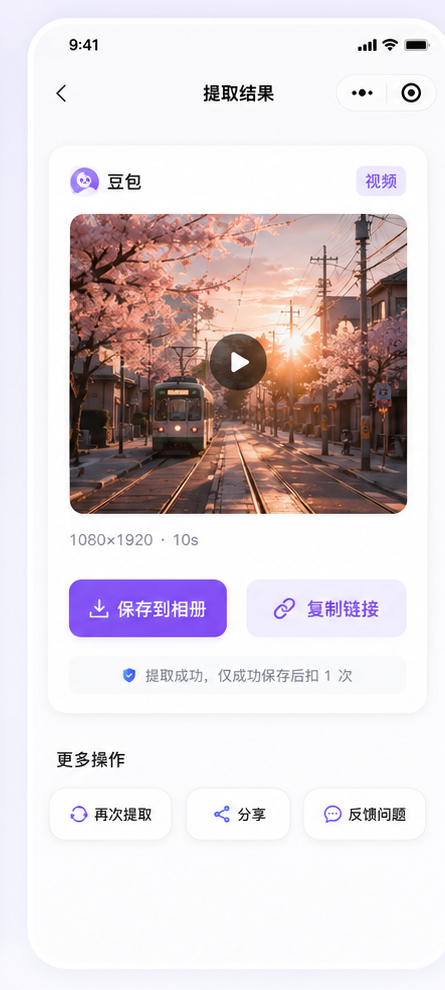 9:41
提取结果
豆包
视频
1080×1920 · 10s
保存到相册
复制链接
提取成功，仅成功保存后扣 1 次
更多操作
再次提取
分享
反馈问题